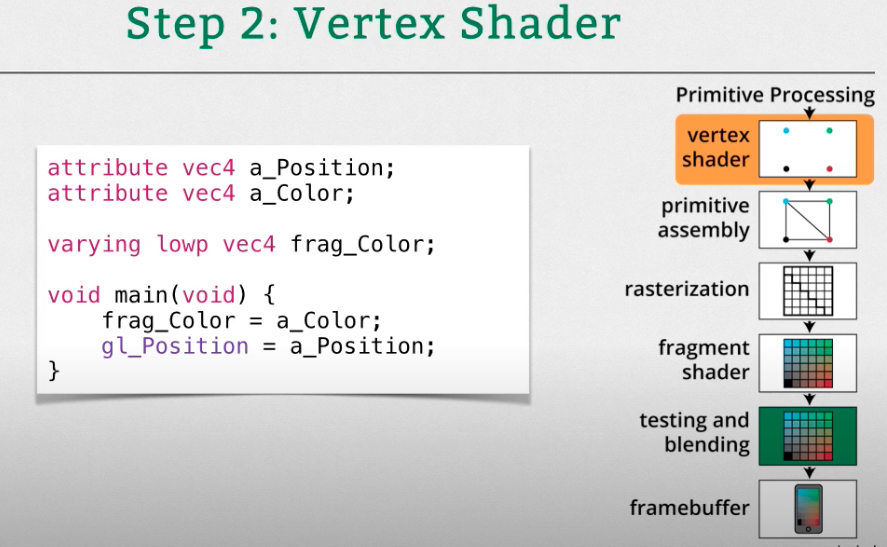 Step 2: Vertex Shader
attribute vec4 a_Position;
attribute vec4 a_Color;
varying lowp vec4 frag_Color;
void main(void) {
    frag_Color = a_Color;
    gl_Position = a_Position;
}
Primitive Processing
vertex
shader
primitive
assembly
rasterization
fragment
shader
testing and
blending
framebuffer